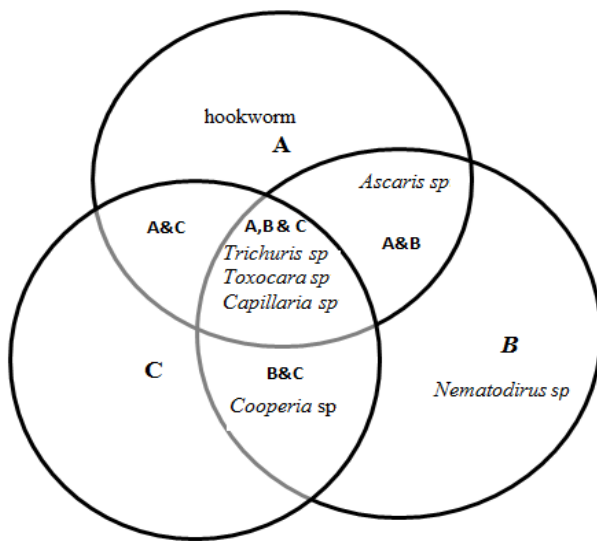 hookworm
A
Ascaris sp
A&C
A,B & C
Trichuris sp
Toxocara sp
Capillaria sp
A&B
B
C
B&C
Cooperia sp
Nematodirus sp